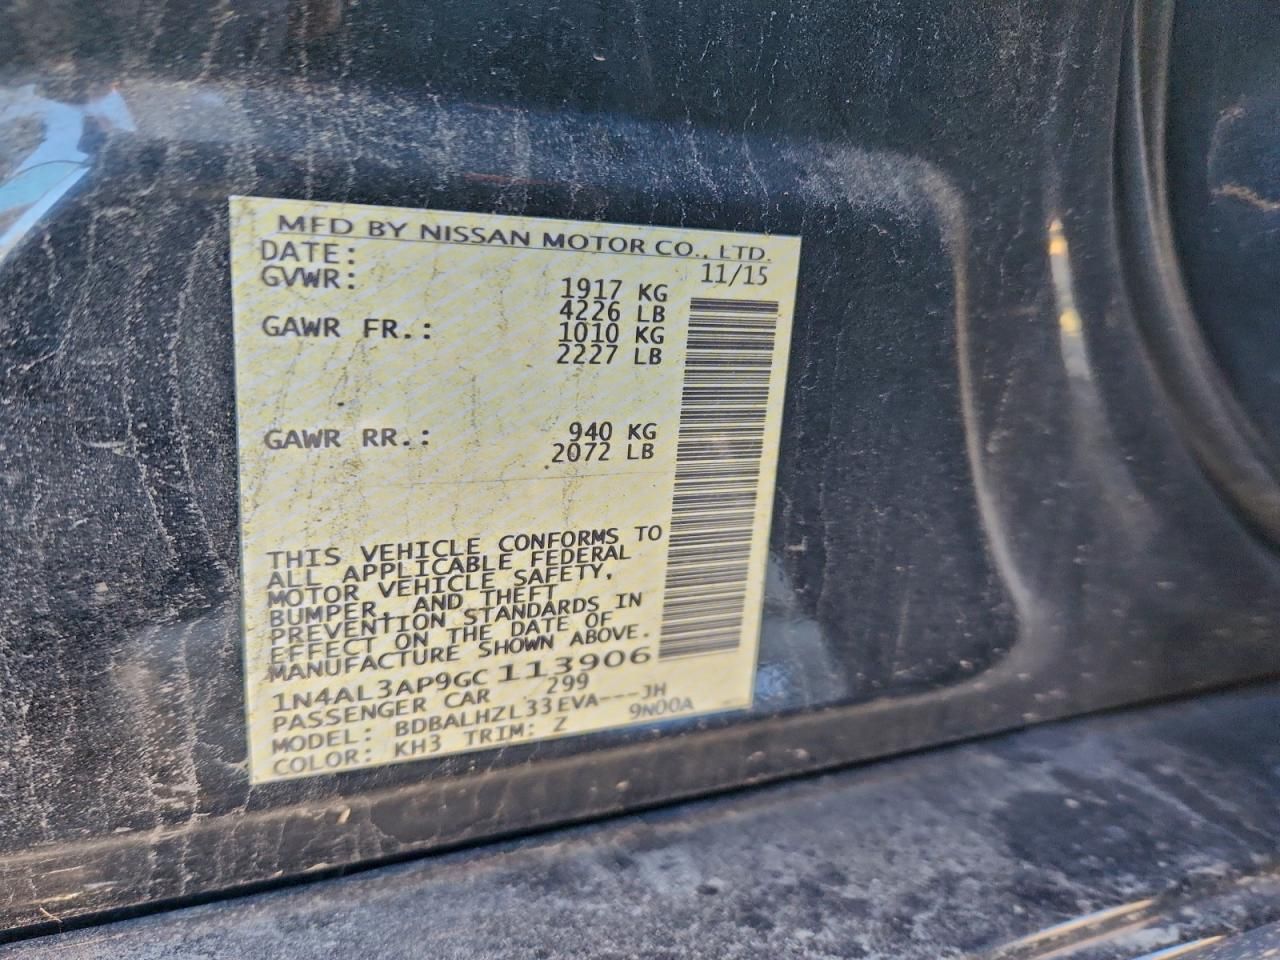 MFD BY NISSAN MOTOR CO., LTD.
DATE: 11/15
GVWR: 1917 KG
4226 LB
GAWR FR.: 1010 KG
2227 LB
GAWR RR.: 940 KG
2072 LB
THIS VEHICLE CONFORMS TO
ALL APPLICABLE FEDERAL
MOTOR VEHICLE SAFETY,
BUMPER, AND THEFT
PREVENTION STANDARDS IN
EFFECT ON THE DATE OF
MANUFACTURE SHOWN ABOVE.
1N4AL3AP9GC113906
PASSENGER CAR 299
MODEL: BDBALHZL33EVA---JH
COLOR: KH3 TRIM: Z 9N00A